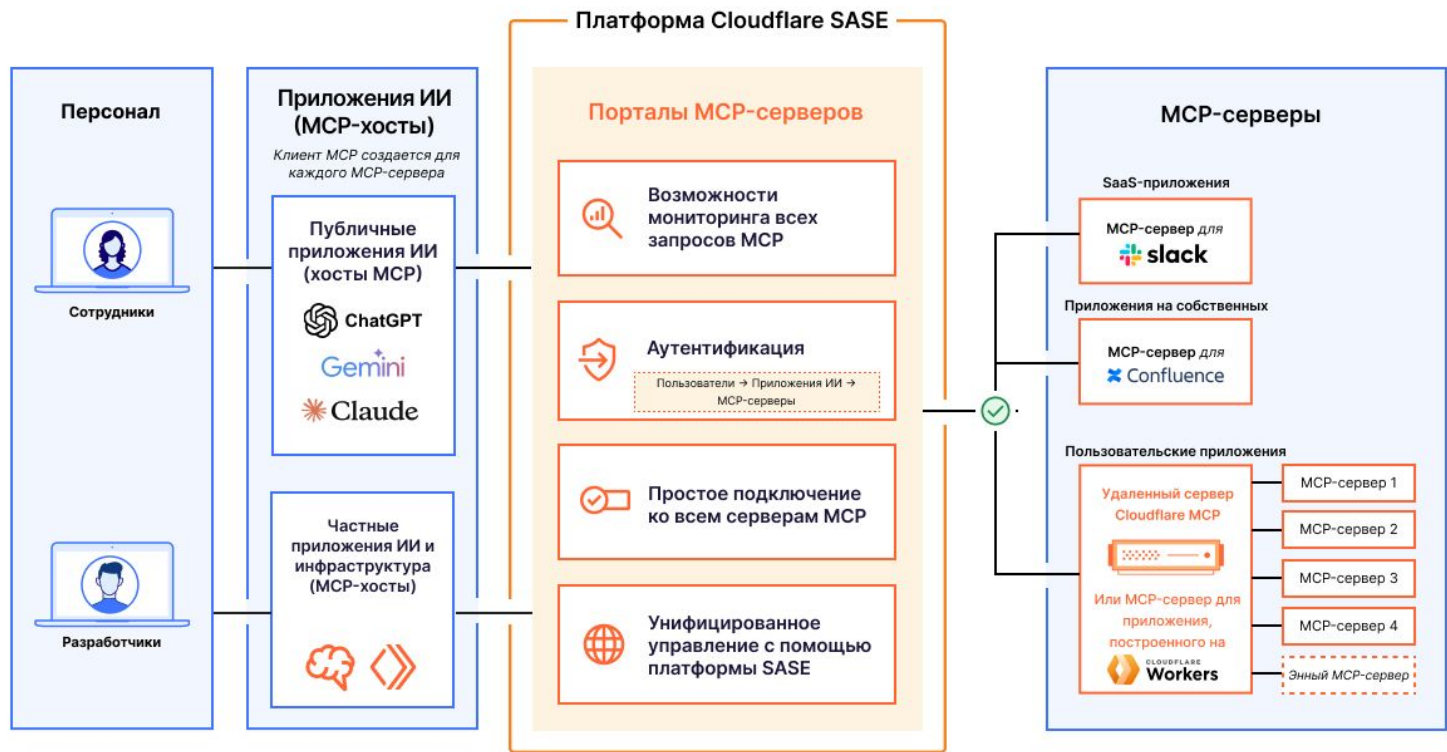 Платформа Cloudflare SASE
Персонал
Сотрудники
Разработчики
Приложения ИИ
(MCP-хосты)
Клиент MCP создается для
каждого MCP-сервера
Публичные
приложения ИИ
(хосты MCP)
ChatGPT
Gemini
Claude
Частные
приложения ИИ и
инфраструктура
(MCP-хосты)
Порталы MCP-серверов
Возможности
мониторинга всех
запросов MCP
Аутентификация
Пользователи → Приложения ИИ →
MCP-серверы
Простое подключение
ко всем серверам MCP
Унифицированное
управление с помощью
платформы SASE
MCP-серверы
SaaS-приложения
MCP-сервер для
slack
Приложения на собственных
MCP-сервер для
Confluence
Пользовательские приложения
Удаленный сервер
Cloudflare MCP
Или MCP-сервер для
приложения,
построенного на
CLOUDFLARE
Workers
MCP-сервер 1
MCP-сервер 2
MCP-сервер 3
MCP-сервер 4
Энный MCP-сервер